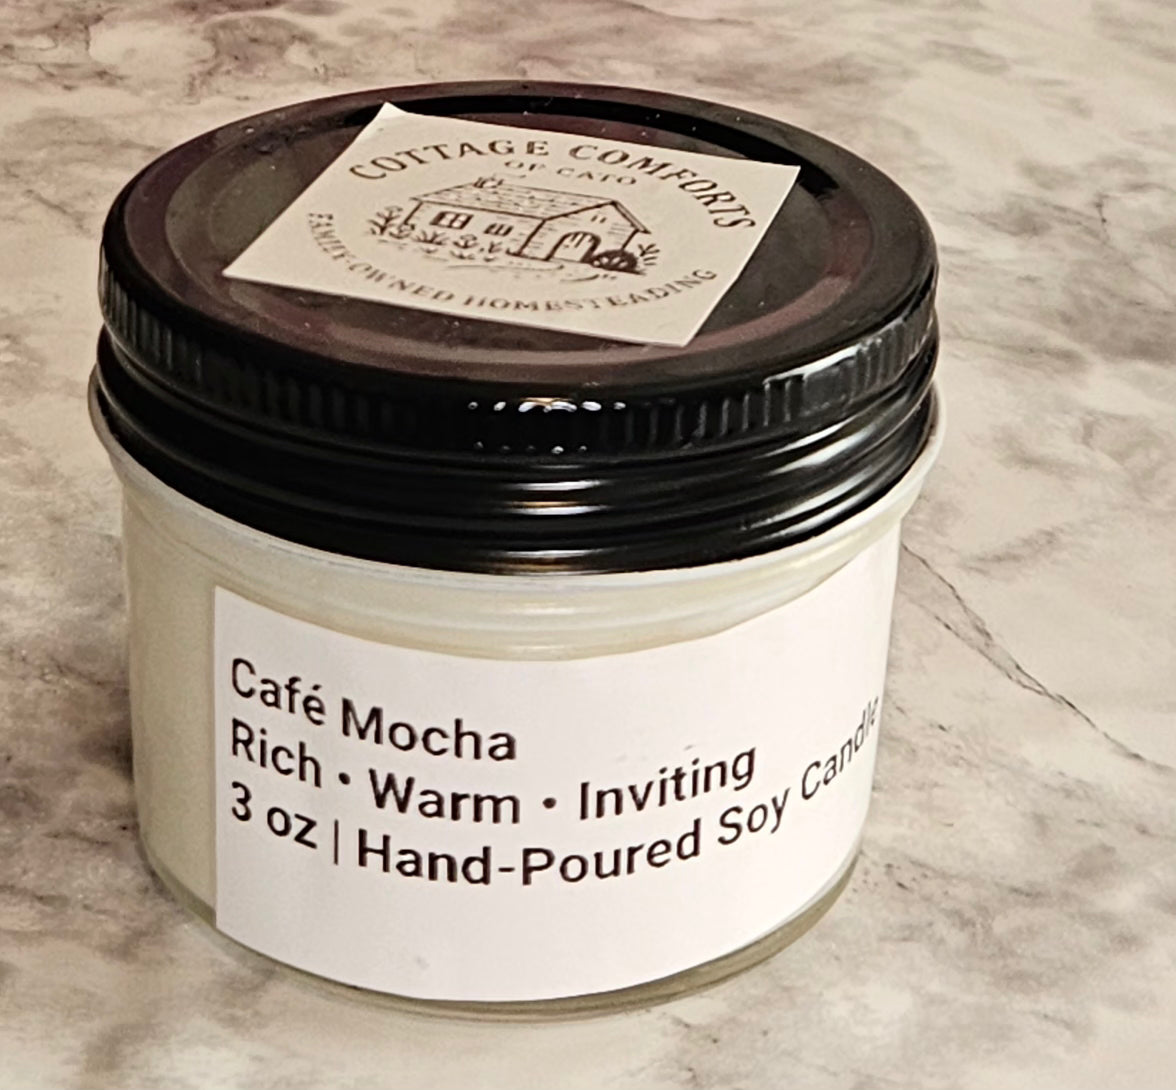 COTTAGE COMFORTS
OF CATO
FAMILY-OWNED HOMESTEADING
Café Mocha
Rich • Warm • Inviting
3 oz | Hand-Poured Soy Candle